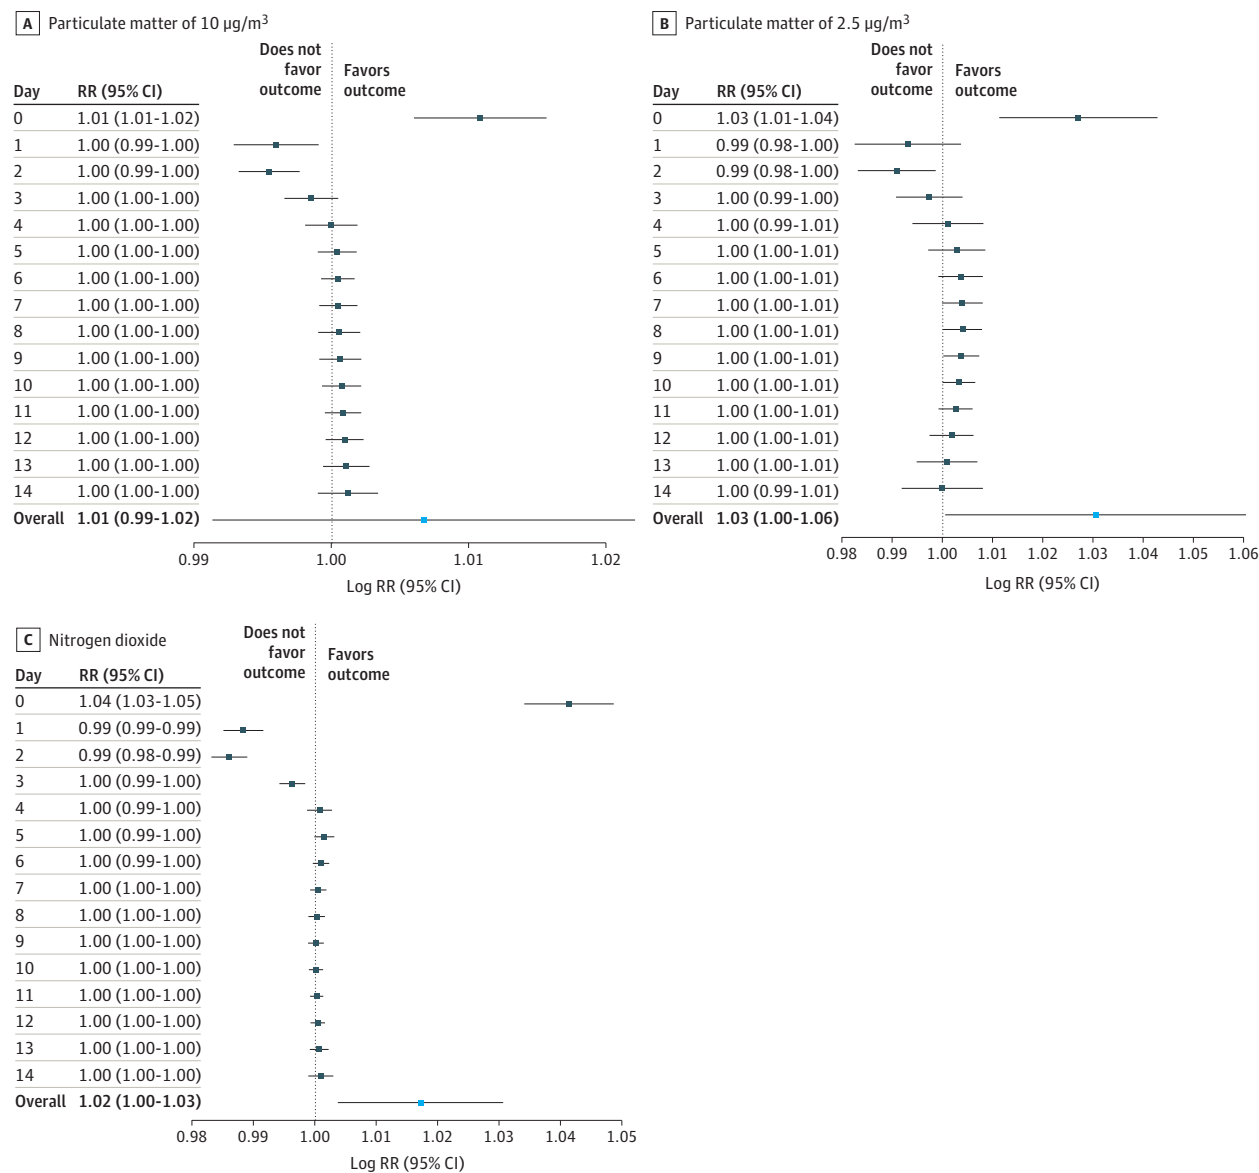 A Particulate matter of 10 µg/m³
Does not favor outcome
Favors outcome
Day RR (95% CI)
0 1.01 (1.01-1.02)
1 1.00 (0.99-1.00)
2 1.00 (0.99-1.00)
3 1.00 (1.00-1.00)
4 1.00 (1.00-1.00)
5 1.00 (1.00-1.00)
6 1.00 (1.00-1.00)
7 1.00 (1.00-1.00)
8 1.00 (1.00-1.00)
9 1.00 (1.00-1.00)
10 1.00 (1.00-1.00)
11 1.00 (1.00-1.00)
12 1.00 (1.00-1.00)
13 1.00 (1.00-1.00)
14 1.00 (1.00-1.00)
Overall 1.01 (0.99-1.02)
0.99 1.00 1.01 1.02
Log RR (95% CI)
B Particulate matter of 2.5 µg/m³
Does not favor outcome
Favors outcome
Day RR (95% CI)
0 1.03 (1.01-1.04)
1 0.99 (0.98-1.00)
2 0.99 (0.98-1.00)
3 1.00 (0.99-1.00)
4 1.00 (0.99-1.01)
5 1.00 (1.00-1.01)
6 1.00 (1.00-1.01)
7 1.00 (1.00-1.01)
8 1.00 (1.00-1.01)
9 1.00 (1.00-1.01)
10 1.00 (1.00-1.01)
11 1.00 (1.00-1.01)
12 1.00 (1.00-1.01)
13 1.00 (1.00-1.01)
14 1.00 (0.99-1.01)
Overall 1.03 (1.00-1.06)
0.98 0.99 1.00 1.01 1.02 1.03 1.04 1.05 1.06
Log RR (95% CI)
C Nitrogen dioxide
Does not favor outcome
Favors outcome
Day RR (95% CI)
0 1.04 (1.03-1.05)
1 0.99 (0.99-0.99)
2 0.99 (0.98-0.99)
3 1.00 (0.99-1.00)
4 1.00 (0.99-1.00)
5 1.00 (0.99-1.00)
6 1.00 (0.99-1.00)
7 1.00 (1.00-1.00)
8 1.00 (1.00-1.00)
9 1.00 (1.00-1.00)
10 1.00 (1.00-1.00)
11 1.00 (1.00-1.00)
12 1.00 (1.00-1.00)
13 1.00 (1.00-1.00)
14 1.00 (1.00-1.00)
Overall 1.02 (1.00-1.03)
0.98 0.99 1.00 1.01 1.02 1.03 1.04 1.05
Log RR (95% CI)